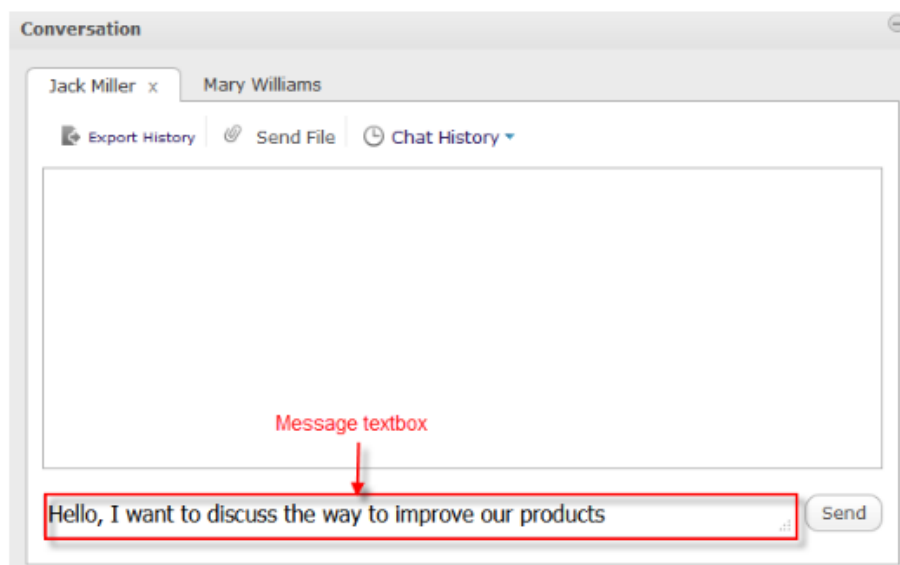 Conversation
Jack Miller x Mary Williams
Export History Send File Chat History
Message textbox
Hello, I want to discuss the way to improve our products Send